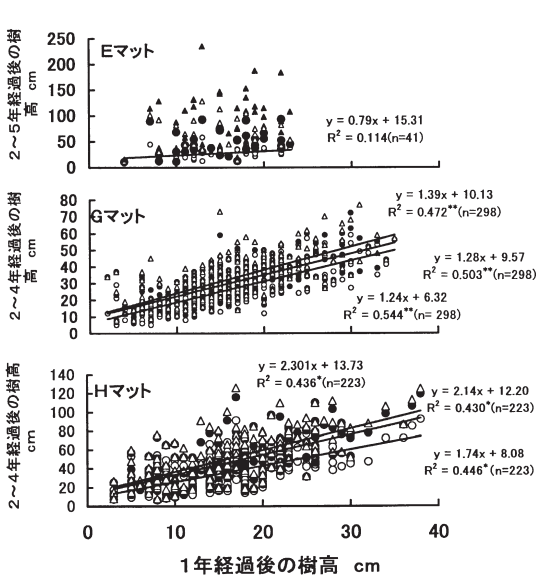 2～5年経過後の樹
高 cm
250
200
150
100
50
0
Eマット
y = 0.79x + 15.31
R² = 0.114(n=41)
2～4年経過後の樹
高 cm
80
70
60
50
40
30
20
10
0
Gマット
y = 1.39x + 10.13
R² = 0.472**(n=298)
y = 1.28x + 9.57
R² = 0.503**(n=298)
y = 1.24x + 6.32
R² = 0.544**(n= 298)
2～4年経過後の樹高
cm
140
120
100
80
60
40
20
0
Hマット
y = 2.301x + 13.73
R² = 0.436*(n=223)
y = 2.14x + 12.20
R² = 0.430*(n=223)
y = 1.74x + 8.08
R² = 0.446*(n=223)
0 10 20 30 40
1年経過後の樹高 cm